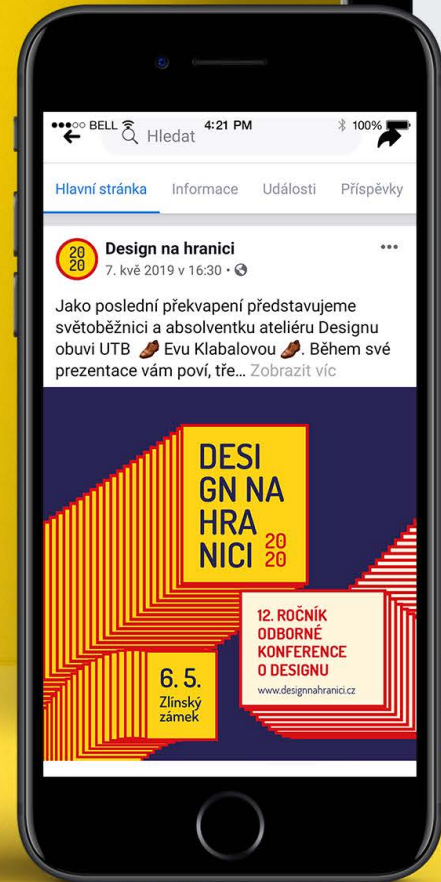 BELL 4:21 PM 100%
Hledat
Hlavní stránka Informace Události Příspěvky
20
20
Design na hranici
7. kvě 2019 v 16:30 •
Jako poslední překvapení představujeme
světoběžnici a absolventku ateliéru Designu
obuvi UTB 👞 Evu Klabalovou 👞. Během své
prezentace vám poví, tře... Zobrazit víc
DESI
GN NA
HRA
NICI
20
20
12. ROČNÍK
ODBORNÉ
KONFERENCE
O DESIGNU
www.designnahranici.cz
6. 5.
Zlínský
zámek